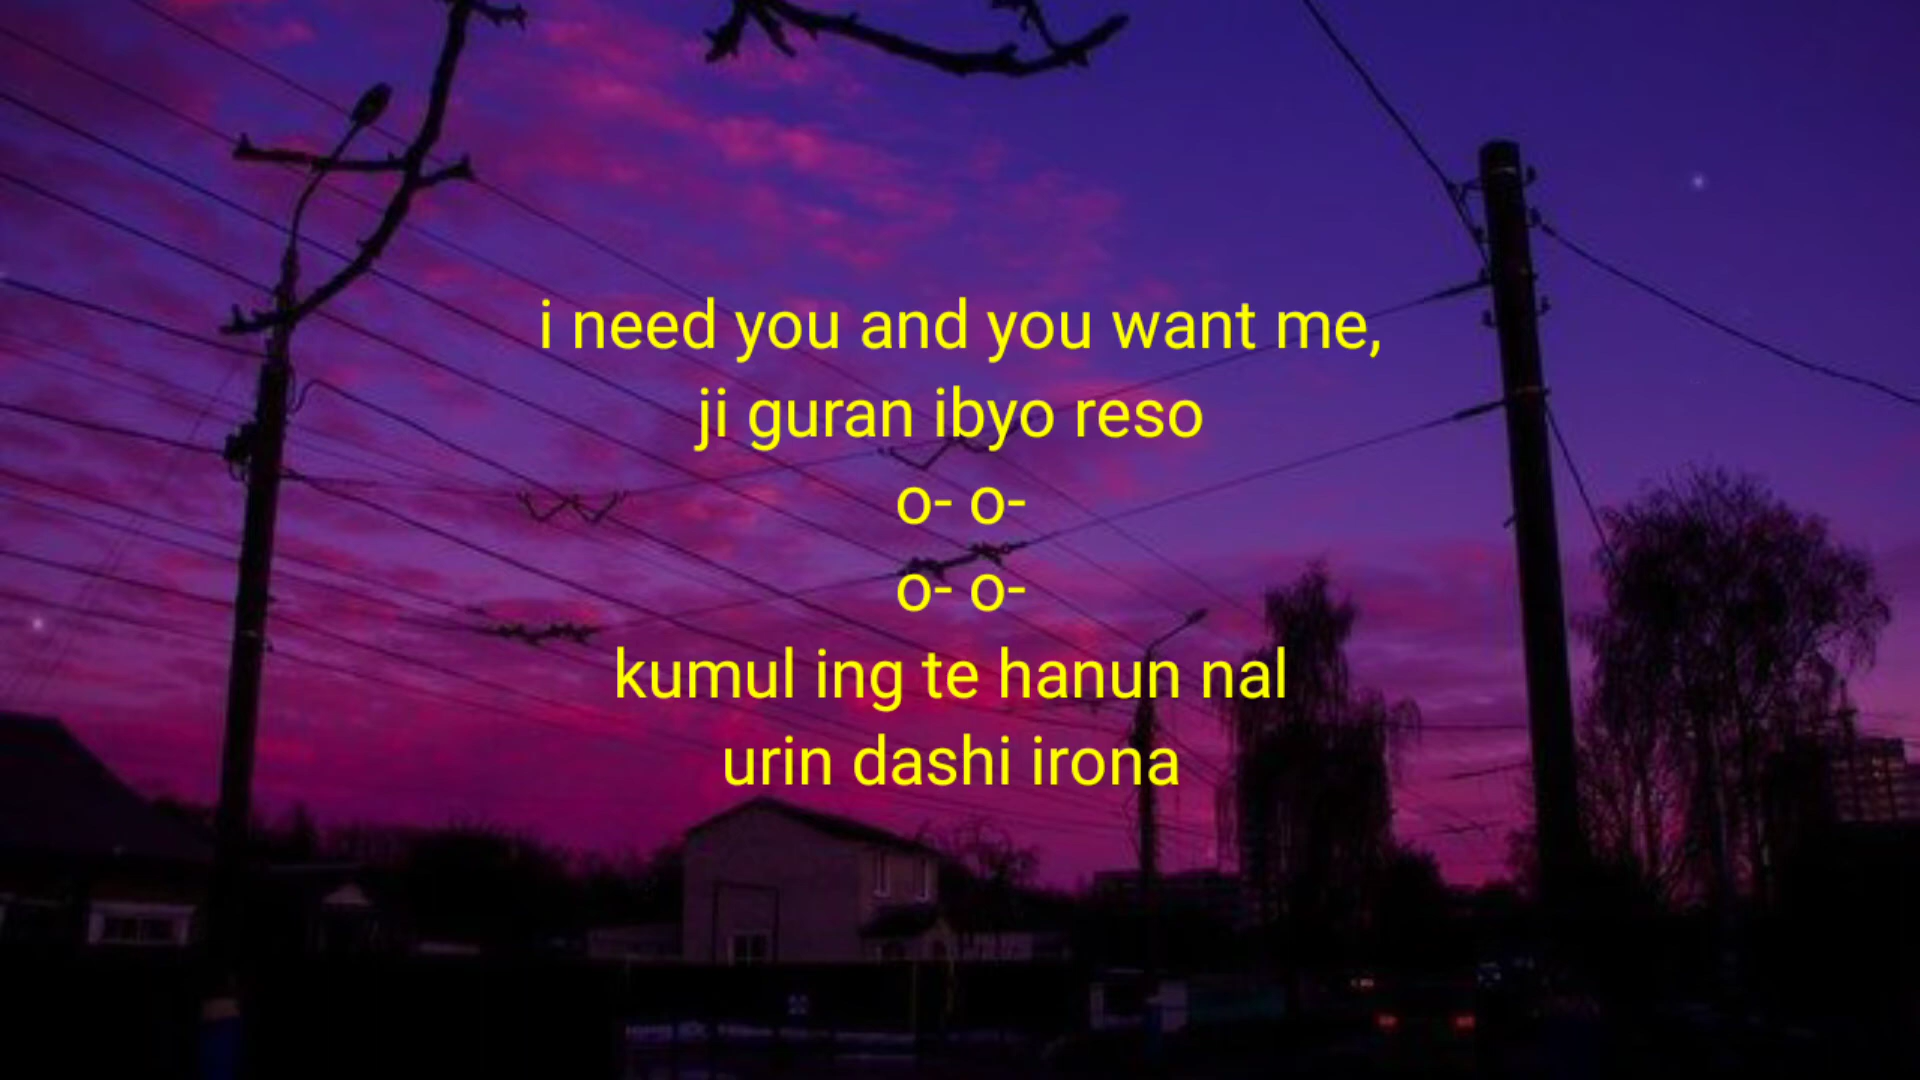 i need you and you want me,
ji guran ibyo reso
o- o-
o- o-
kumul ing te hanun nal
urin dashi irona